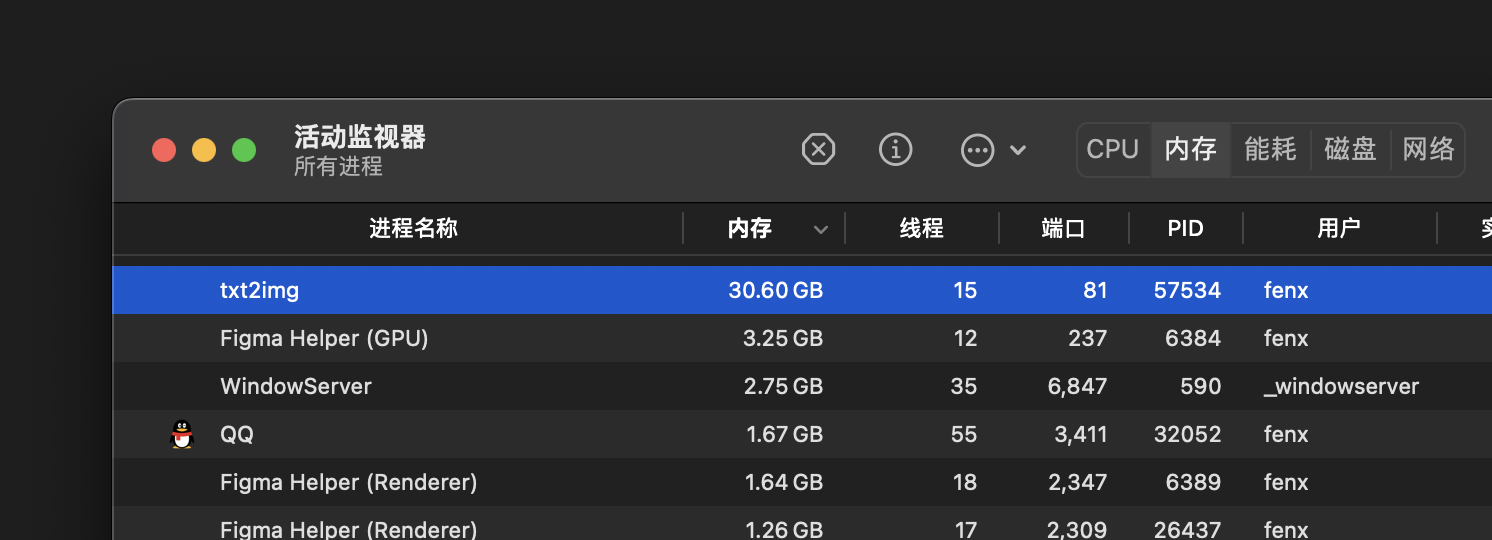 活动监视器
所有进程
CPU 内存 能耗 磁盘 网络
进程名称 内存 线程 端口 PID 用户
txt2img 30.60 GB 15 81 57534 fenx
Figma Helper (GPU) 3.25 GB 12 237 6384 fenx
WindowServer 2.75 GB 35 6,847 590 _windowserver
QQ 1.67 GB 55 3,411 32052 fenx
Figma Helper (Renderer) 1.64 GB 18 2,347 6389 fenx
Figma Helper (Renderer) 1.26 GB 17 2,309 26437 fenx